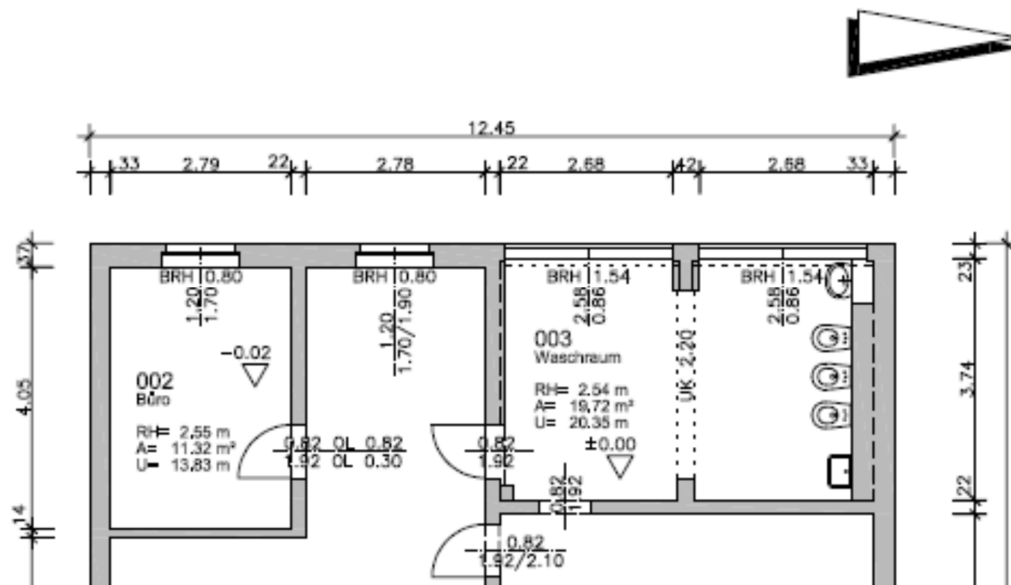 12.45
33 2.79 22 2.78 22 2.68 42 2.68 33
37
23
BRH 0.80
1.20
1.70
BRH 0.80
1.20
1.70/1.90
BRH 1.54
2.58
0.86
BRH 1.54
2.58
0.86
-0.02
002
Büro
RH= 2.55 m
A= 11.32 m²
U= 13.83 m
003
Waschraum
RH= 2.54 m
A= 19.72 m²
U= 20.35 m
±0.00
UK 2.20
4.05
3.74
0.82 OL 0.82
1.92 OL 0.30
0.82
1.92
0.82
1.92
22
14
0.82
1.92/2.10